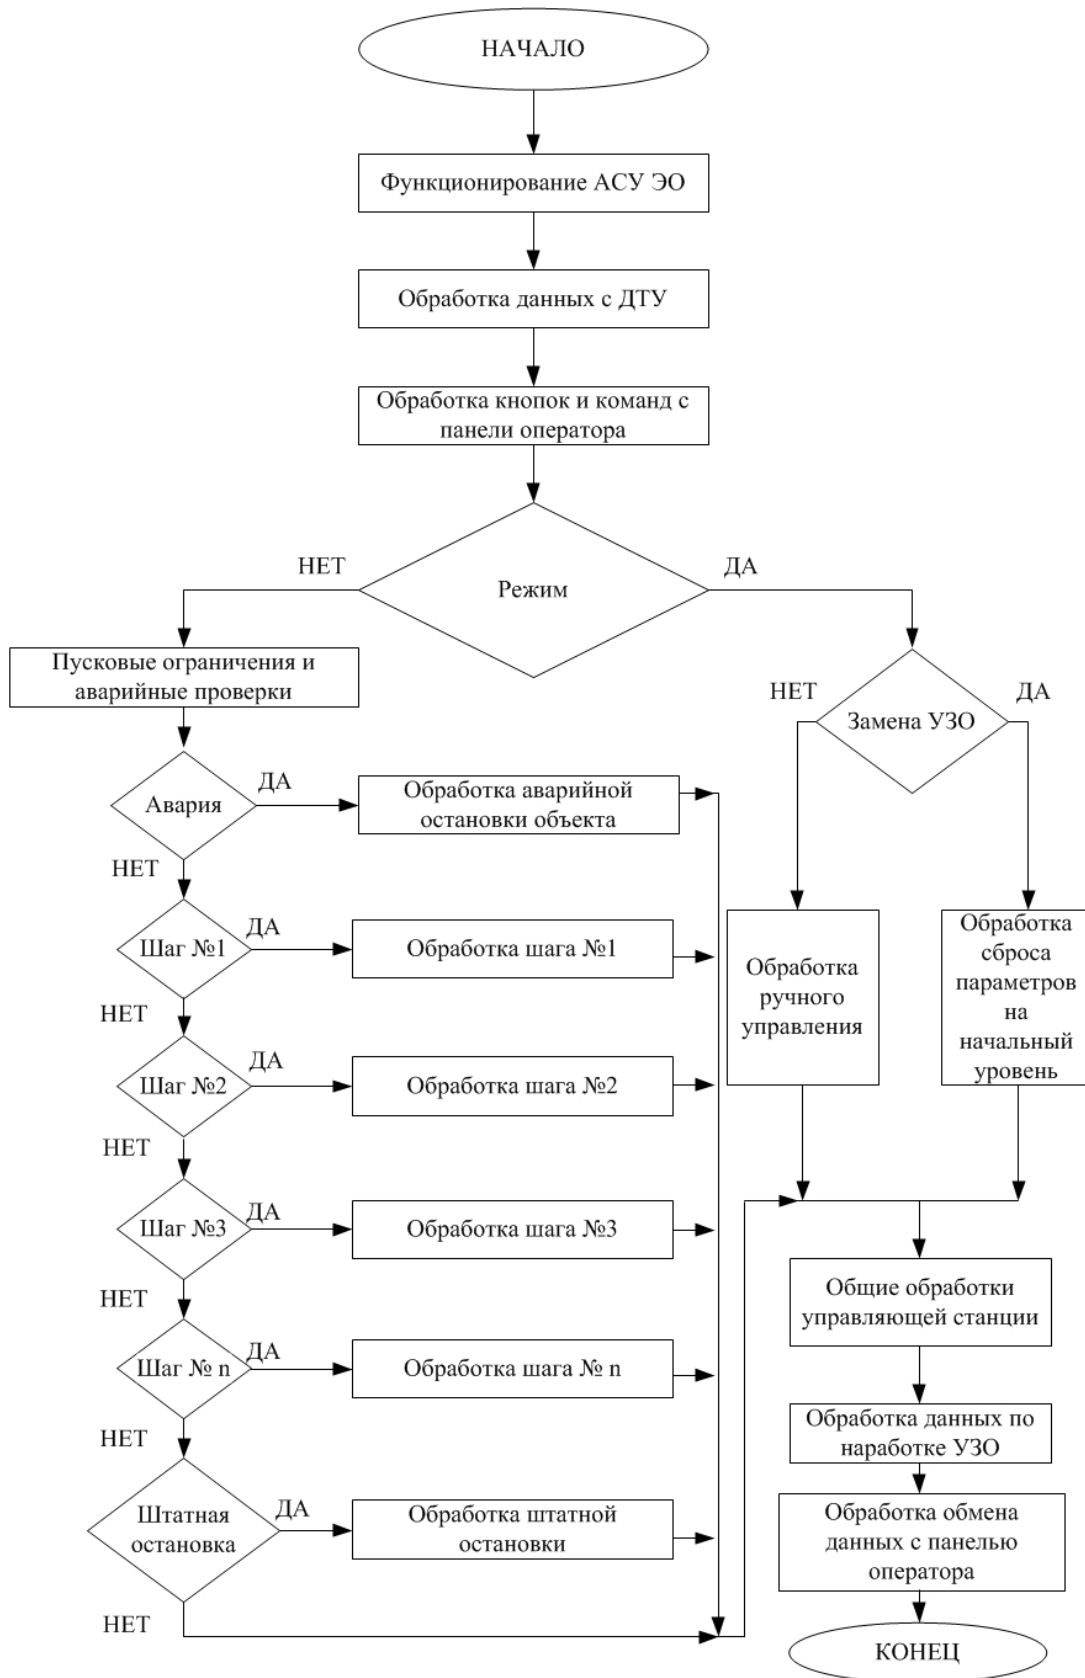 НАЧАЛО
Функционирование АСУ ЭО
Обработка данных с ДТУ
Обработка кнопок и команд с
панели оператора
НЕТ
ДА
Режим
Пусковые ограничения и
аварийные проверки
НЕТ
ДА
Замена УЗО
Авария
ДА
Обработка аварийной
остановки объекта
НЕТ
Шаг №1
ДА
Обработка шага №1
Обработка
ручного
управления
Обработка
сброса
параметров
на
начальный
уровень
НЕТ
Шаг №2
ДА
Обработка шага №2
НЕТ
Шаг №3
ДА
Обработка шага №3
НЕТ
Шаг № n
ДА
Обработка шага № n
Общие обработки
управляющей станции
НЕТ
Обработка данных по
наработке УЗО
Штатная
остановка
ДА
Обработка штатной
остановки
Обработка обмена
данных с панелью
оператора
НЕТ
КОНЕЦ